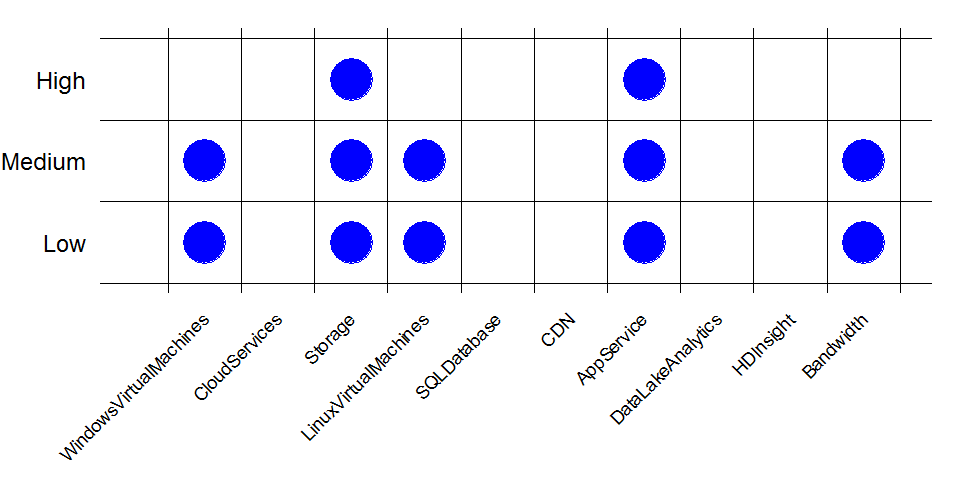 High
Medium
Low
WindowsVirtualMachines
CloudServices
Storage
LinuxVirtualMachines
SQLDatabase
CDN
AppService
DataLakeAnalytics
HDInsight
Bandwidth